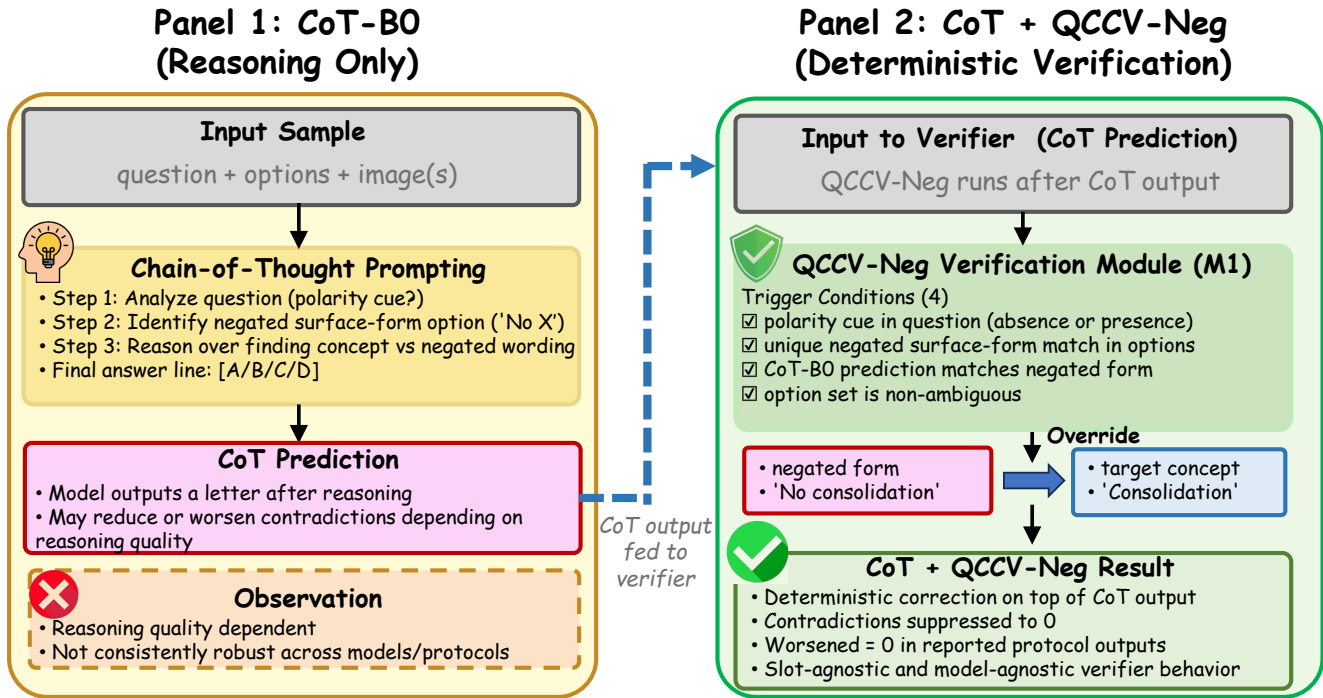 Panel 1: CoT-B0
(Reasoning Only)
Input Sample
question + options + image(s)
Chain-of-Thought Prompting
• Step 1: Analyze question (polarity cue?)
• Step 2: Identify negated surface-form option ('No X')
• Step 3: Reason over finding concept vs negated wording
• Final answer line: [A/B/C/D]
CoT Prediction
• Model outputs a letter after reasoning
• May reduce or worsen contradictions depending on
reasoning quality
Observation
• Reasoning quality dependent
• Not consistently robust across models/protocols
CoT output
fed to
verifier
Panel 2: CoT + QCCV-Neg
(Deterministic Verification)
Input to Verifier (CoT Prediction)
QCCV-Neg runs after CoT output
QCCV-Neg Verification Module (M1)
Trigger Conditions (4)
☑ polarity cue in question (absence or presence)
☑ unique negated surface-form match in options
☑ CoT-B0 prediction matches negated form
☑ option set is non-ambiguous
Override
• negated form
• 'No consolidation'
• target concept
• 'Consolidation'
CoT + QCCV-Neg Result
• Deterministic correction on top of CoT output
• Contradictions suppressed to 0
• Worsened = 0 in reported protocol outputs
• Slot-agnostic and model-agnostic verifier behavior